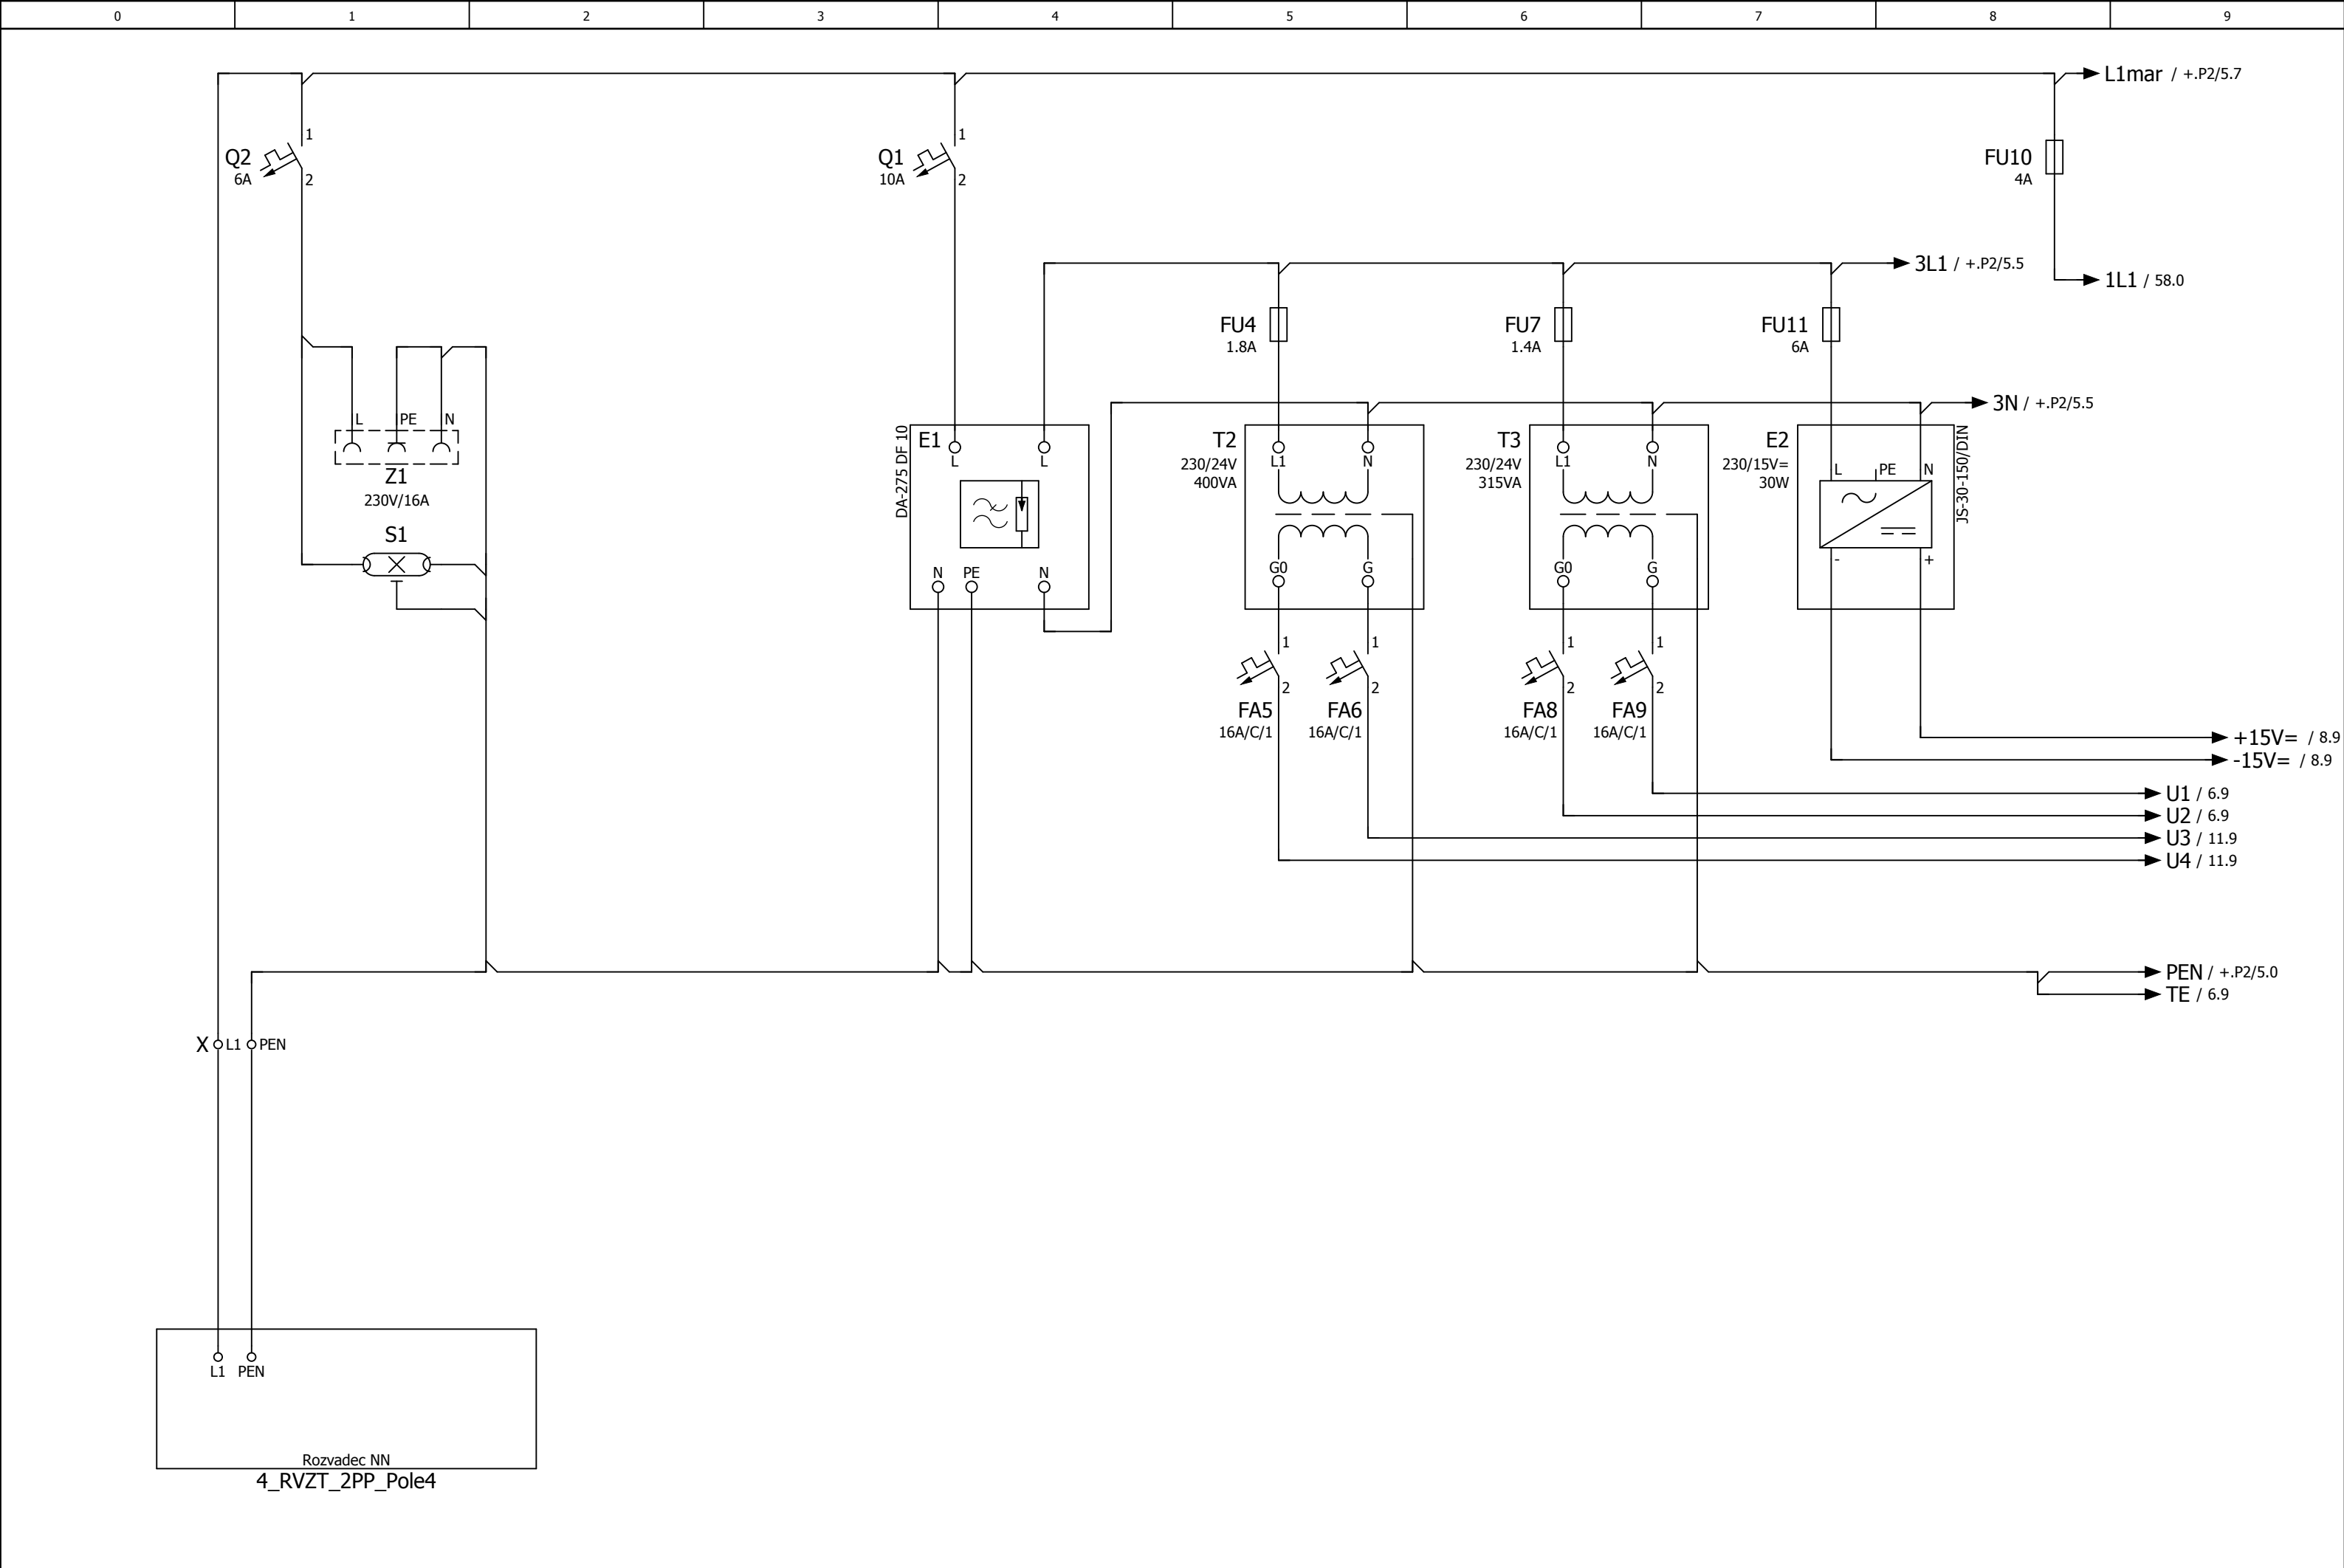 0 1 2 3 4 5 6 7 8 9
L1mar / +.P2/5.7
1
Q2
6A
2
1
Q1
10A
2
FU10
4A
3L1 / +.P2/5.5
1L1 / 58.0
FU4
1.8A
FU7
1.4A
FU11
6A
3N / +.P2/5.5
L PE N
Z1
230V/16A
S1
DA-275 DF 10
E1
L L
N PE N
T2
230/24V
400VA
L1 N
G0 G
T3
230/24V
315VA
L1 N
G0 G
E2
230/15V=
30W
L PE N
- +
JS-30-150/DIN
1
2
FA5
16A/C/1
1
2
FA6
16A/C/1
1
2
FA8
16A/C/1
1
2
FA9
16A/C/1
+15V= / 8.9
-15V= / 8.9
U1 / 6.9
U2 / 6.9
U3 / 11.9
U4 / 11.9
PEN / +.P2/5.0
TE / 6.9
X L1 PEN
L1 PEN
Rozvadec NN
4_RVZT_2PP_Pole4